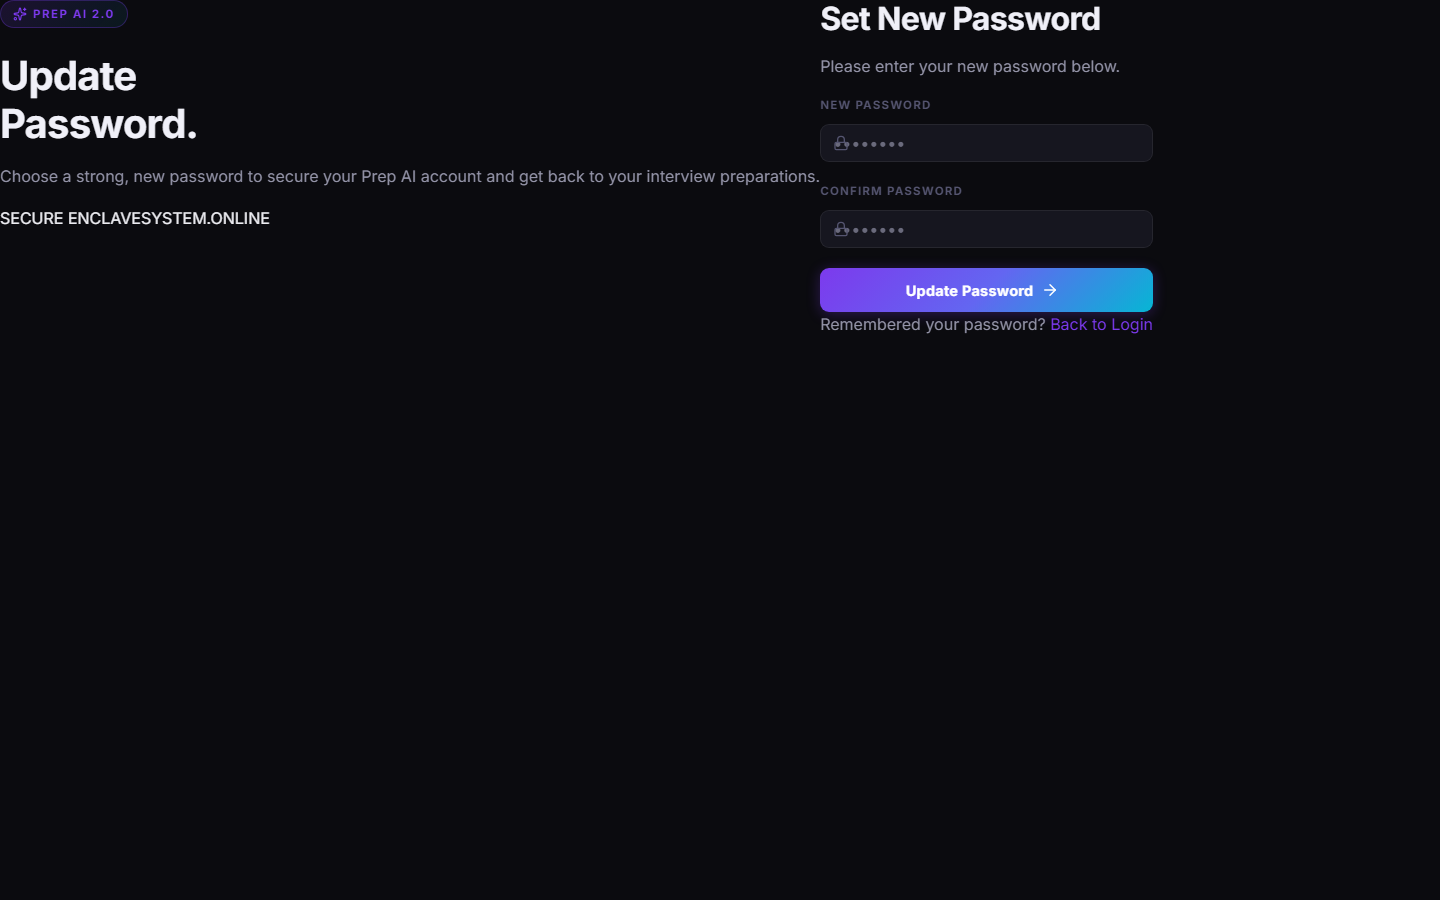 PREP AI 2.0
Update
Password.
Choose a strong, new password to secure your Prep AI account and get back to your interview preparations.
SECURE ENCLAVESYSTEM.ONLINE
Set New Password
Please enter your new password below.
NEW PASSWORD
••••••••
CONFIRM PASSWORD
••••••••
Update Password →
Remembered your password? Back to Login